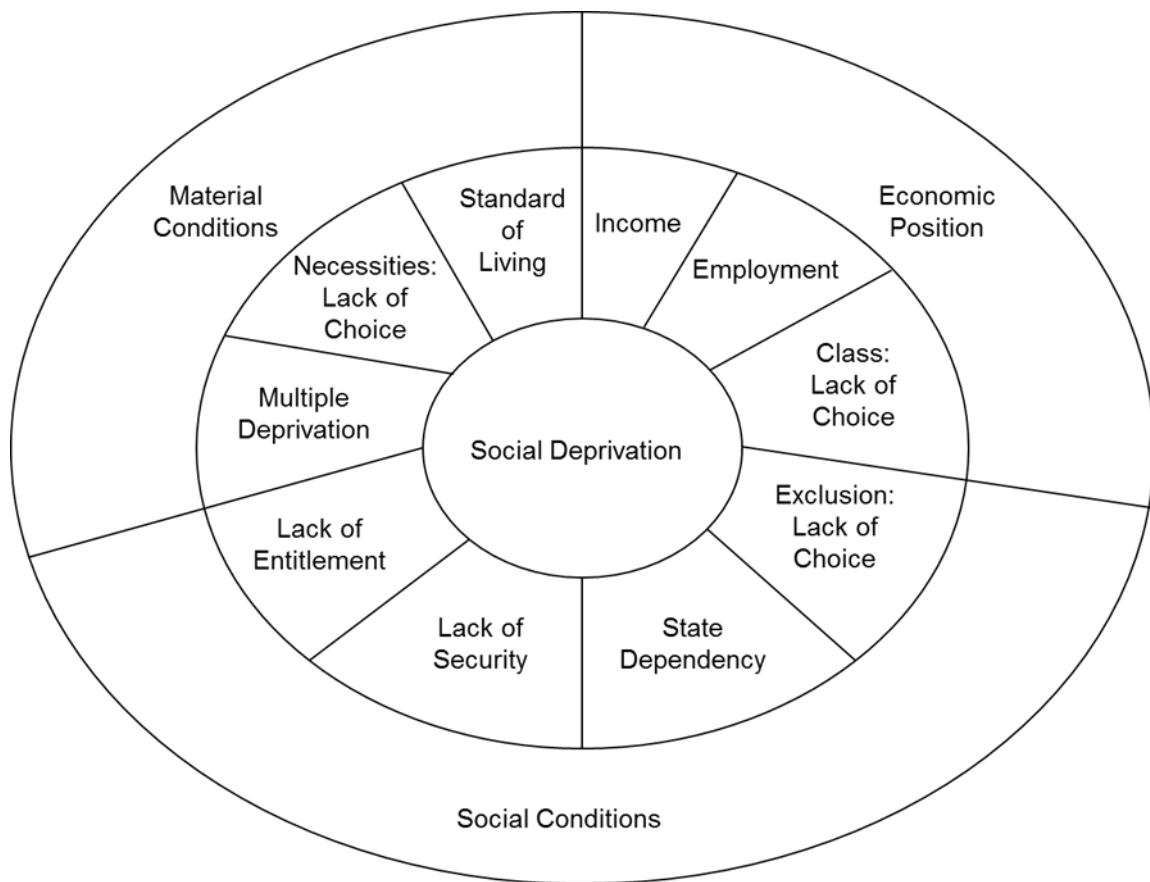 Material
Conditions
Economic
Position
Standard
of
Living
Income
Employment
Necessities:
Lack of
Choice
Class:
Lack of
Choice
Multiple
Deprivation
Social Deprivation
Exclusion:
Lack of
Choice
Lack of
Entitlement
Lack of
Security
State
Dependency
Social Conditions